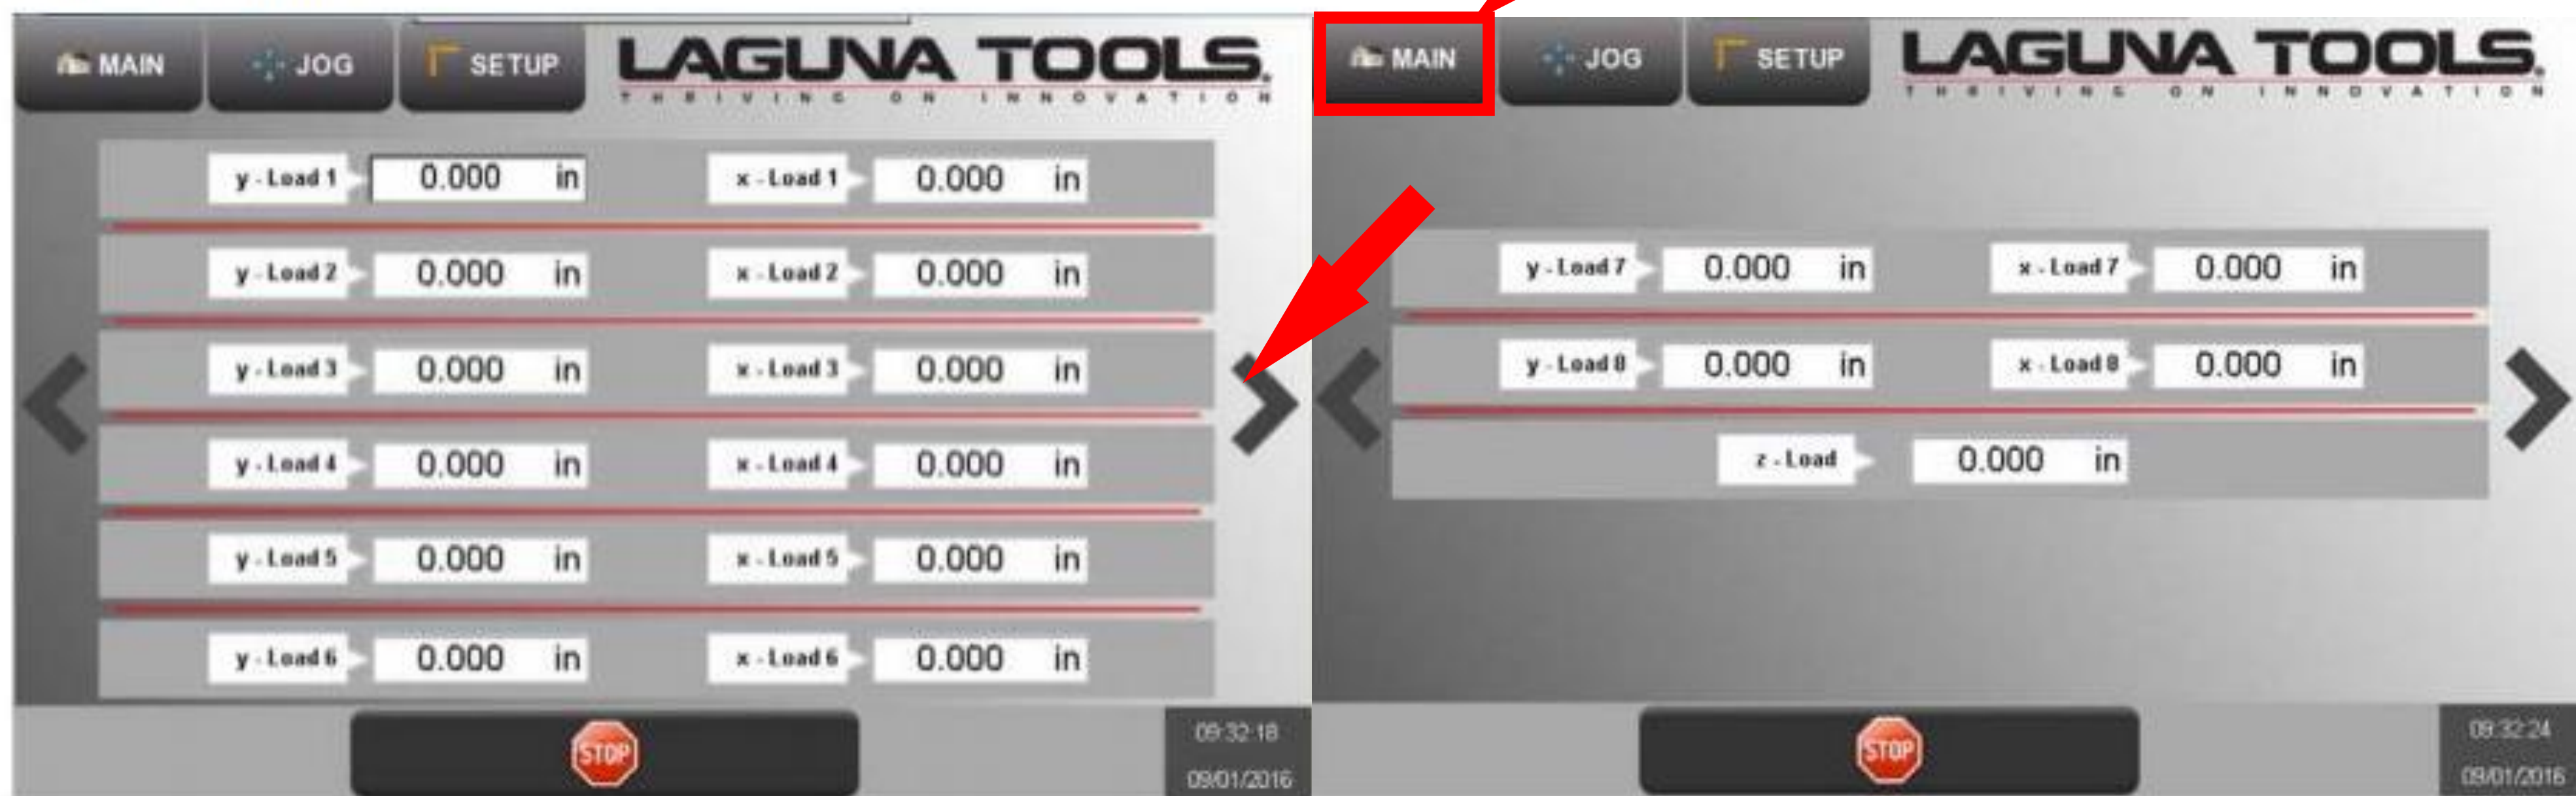 MAIN JOG SETUP LAGUNA TOOLS
THRIVING ON INNOVATION
y - Load 1 0.000 in x - Load 1 0.000 in
y - Load 2 0.000 in x - Load 2 0.000 in
y - Load 3 0.000 in x - Load 3 0.000 in
y - Load 4 0.000 in x - Load 4 0.000 in
y - Load 5 0.000 in x - Load 5 0.000 in
y - Load 6 0.000 in x - Load 6 0.000 in
STOP
09:32:18
09/01/2016
MAIN JOG SETUP LAGUNA TOOLS
THRIVING ON INNOVATION
y - Load 7 0.000 in x - Load 7 0.000 in
y - Load 8 0.000 in x - Load 8 0.000 in
z - Load 0.000 in
STOP
09:32:24
09/01/2016